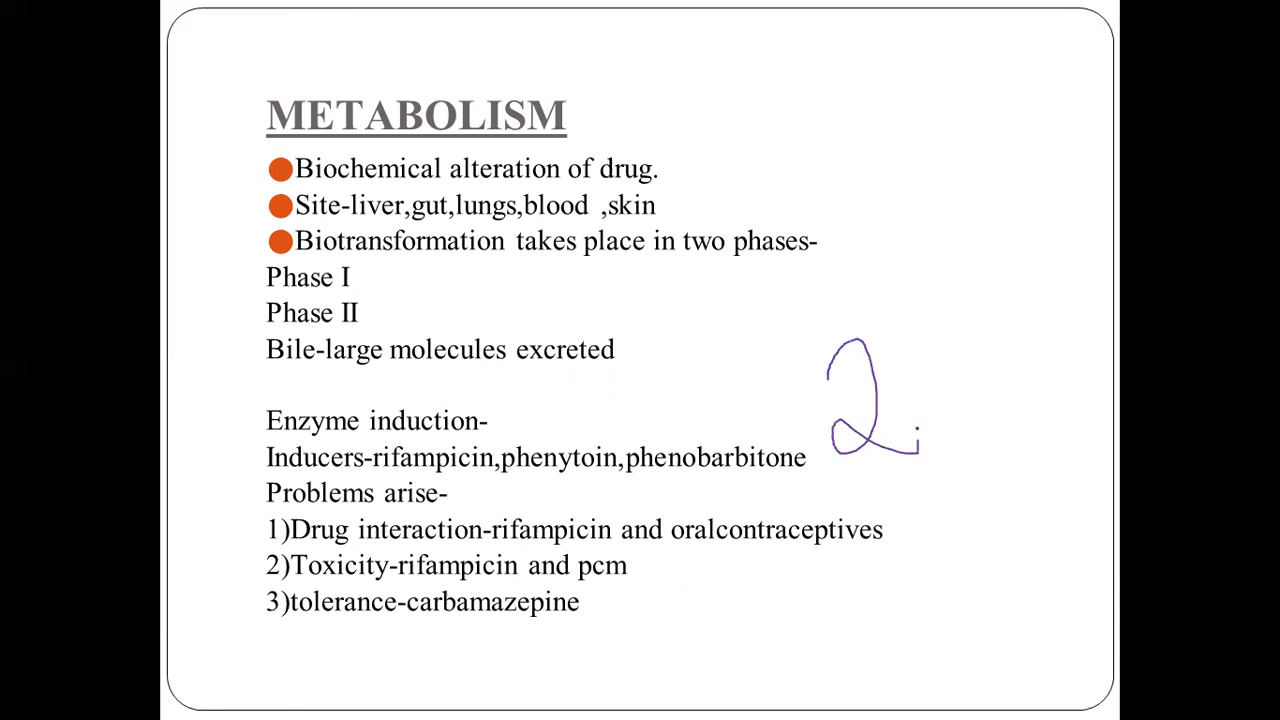 METABOLISM
Biochemical alteration of drug.
Site-liver,gut,lungs,blood ,skin
Biotransformation takes place in two phases-
Phase I
Phase II
Bile-large molecules excreted
2
Enzyme induction-
Inducers-rifampicin,phenytoin,phenobarbitone
Problems arise-
1)Drug interaction-rifampicin and oralcontraceptives
2)Toxicity-rifampicin and pcm
3)tolerance-carbamazepine